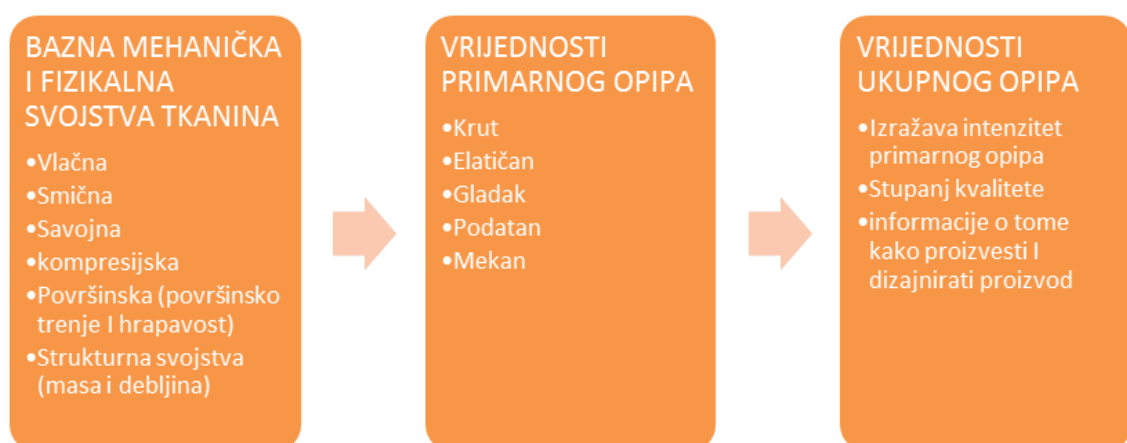 BAZNA MEHANIČKA
I FIZIKALNA
SVOJSTVA TKANINA
•Vlačna
•Smična
•Savojna
•kompresijska
•Površinska (površinsko
trenje I hrapavost)
•Strukturna svojstva
(masa i debljina)
VRIJEDNOSTI
PRIMARNOG OPIPA
•Krut
•Elatičan
•Gladak
•Podatan
•Mekan
VRIJEDNOSTI
UKUPNOG OPIPA
•Izražava intenzitet
primarnog opipa
•Stupanj kvalitete
•informacije o tome
kako proizvesti I
dizajnirati proizvod